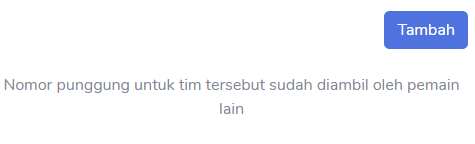 Tambah
Nomor punggung untuk tim tersebut sudah diambil oleh pemain
lain